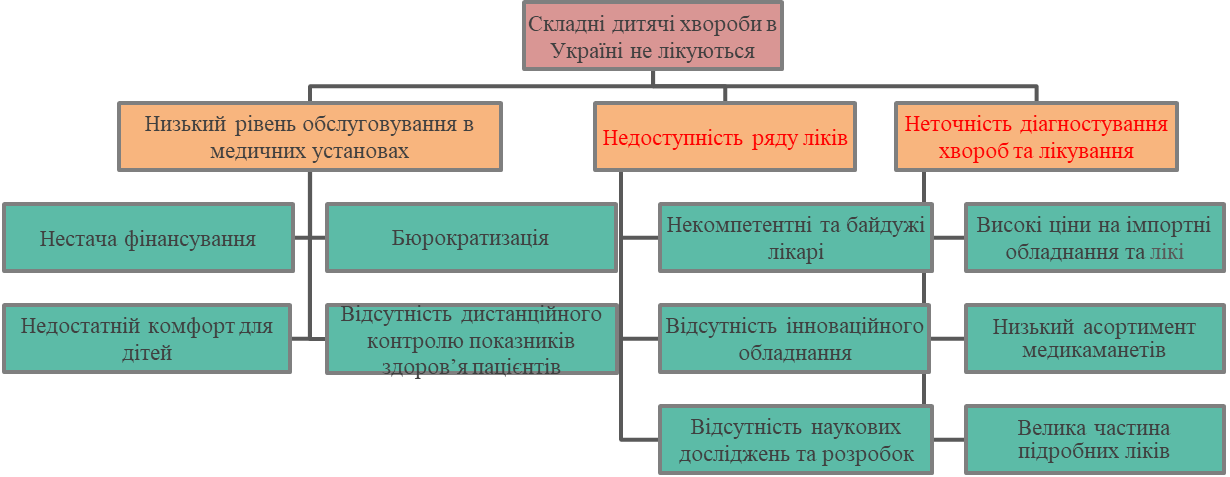 Складні дитячі хвороби в
Україні не лікуються
Низький рівень обслуговування в
медичних установах
Недоступність ряду ліків
Неточність діагностування
хвороб та лікування
Нестача фінансування
Бюрократизація
Некомпетентні та байдужі
лікарі
Високі ціни на імпортні
обладнання та лікі
Недостатній комфорт для
дітей
Відсутність дистанційного
контролю показників
здоров’я пацієнтів
Відсутність інноваційного
обладнання
Низький асортимент
медикаманетів
Відсутність наукових
досліджень та розробок
Велика частина
підробних ліків